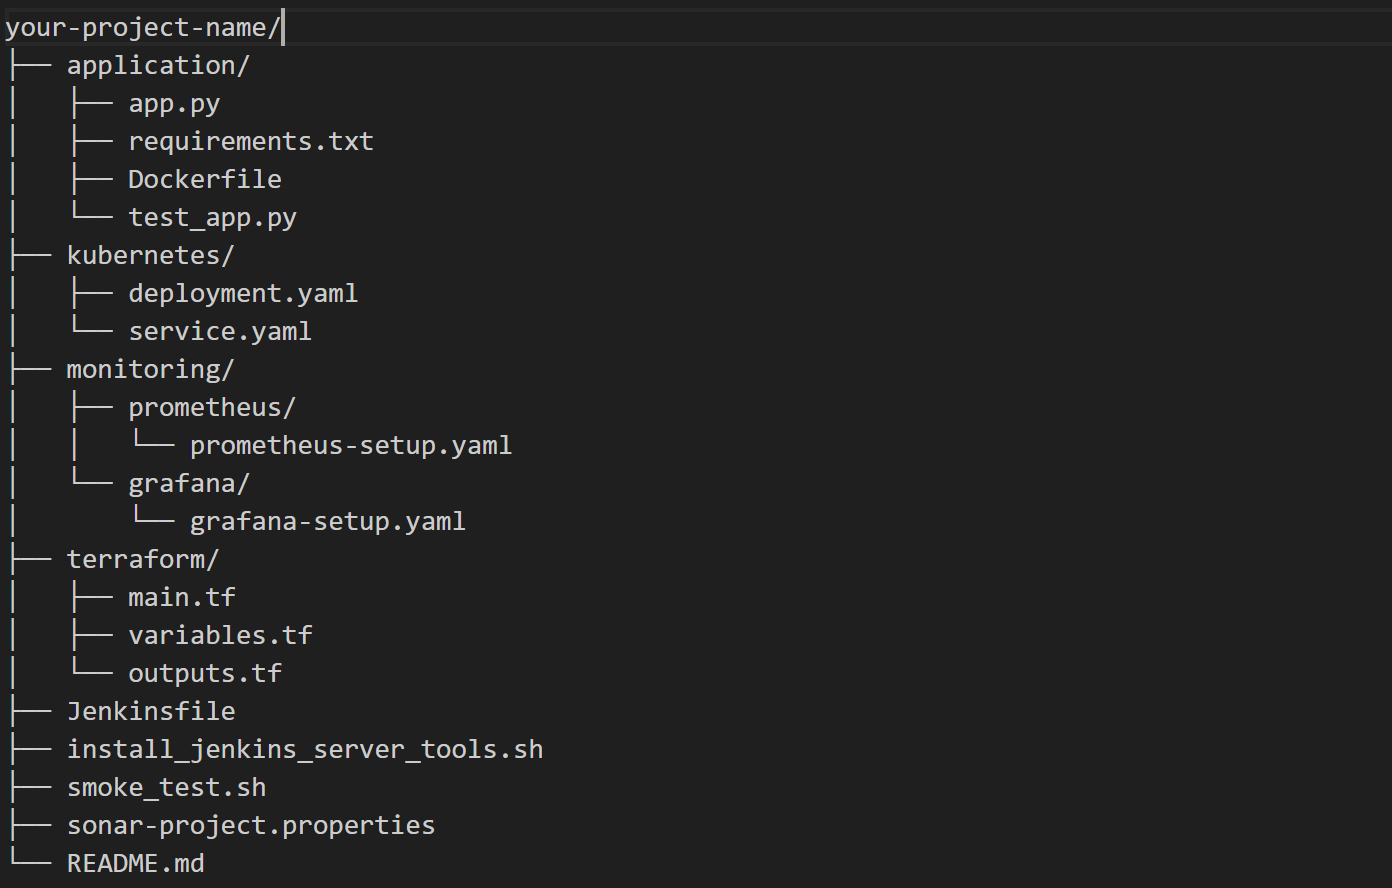 your-project-name/
├── application/
│   ├── app.py
│   ├── requirements.txt
│   ├── Dockerfile
│   └── test_app.py
├── kubernetes/
│   ├── deployment.yaml
│   └── service.yaml
├── monitoring/
│   ├── prometheus/
│   │   └── prometheus-setup.yaml
│   └── grafana/
│       └── grafana-setup.yaml
├── terraform/
│   ├── main.tf
│   ├── variables.tf
│   └── outputs.tf
├── Jenkinsfile
├── install_jenkins_server_tools.sh
├── smoke_test.sh
├── sonar-project.properties
└── README.md